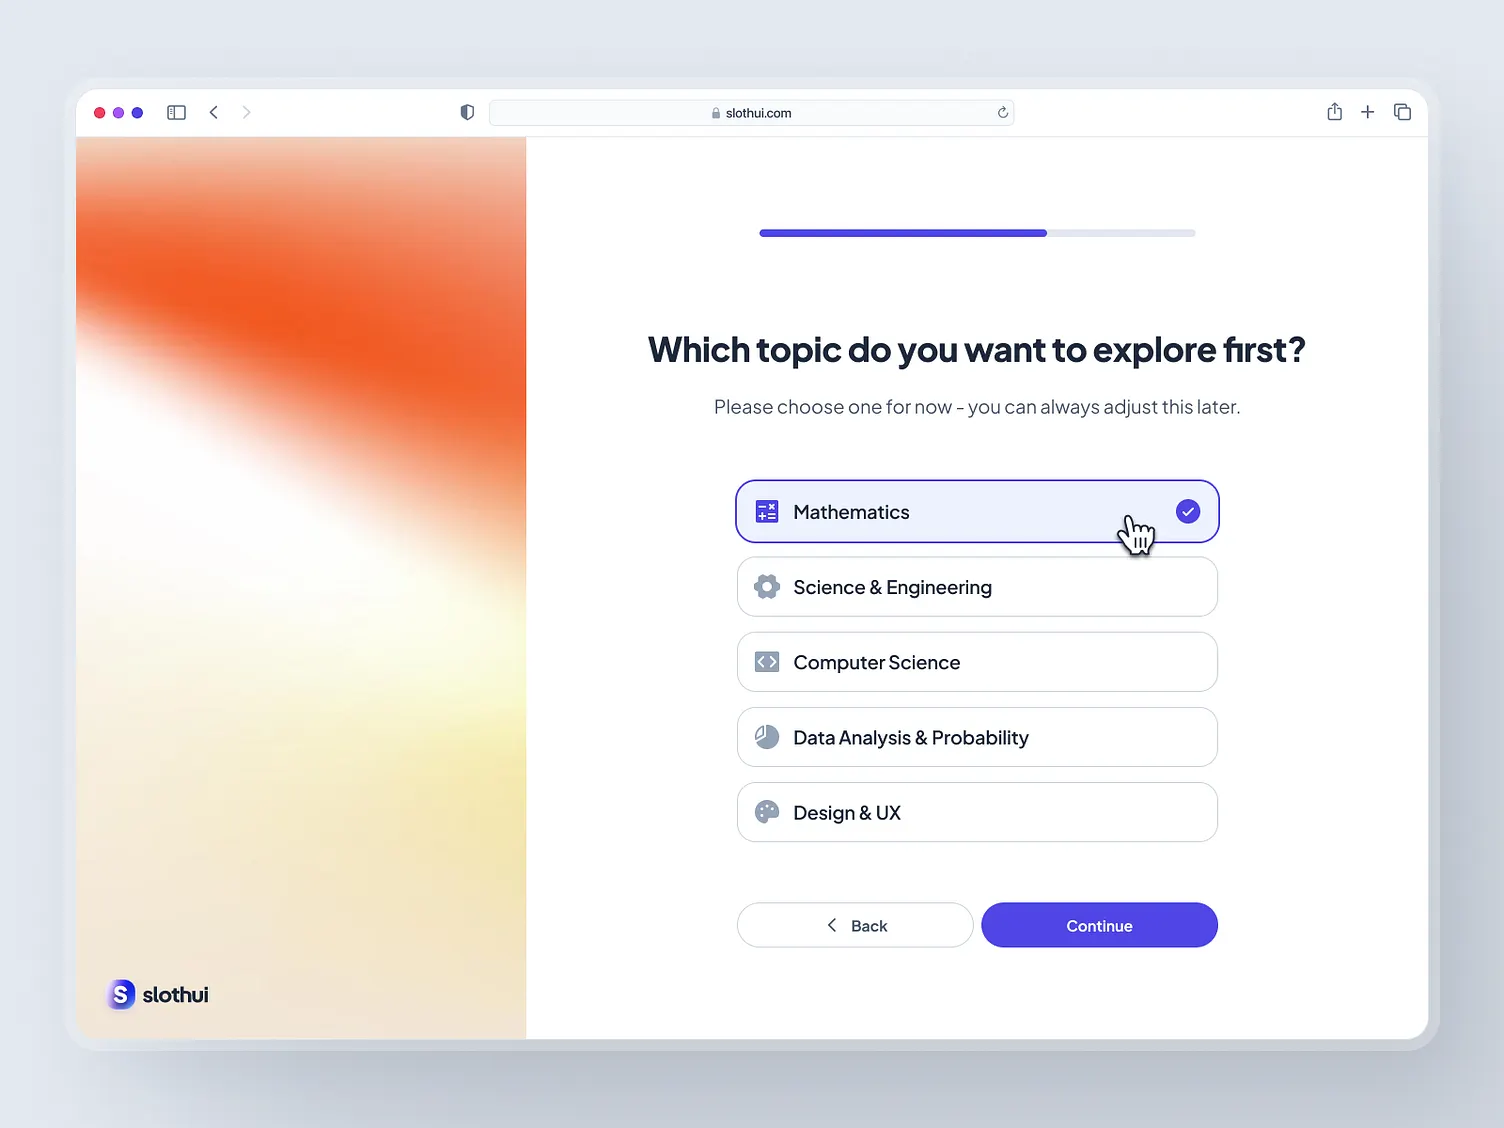 slothui.com
Which topic do you want to explore first?
Please choose one for now - you can always adjust this later.
Mathematics
Science & Engineering
Computer Science
Data Analysis & Probability
Design & UX
Back
Continue
S slothui